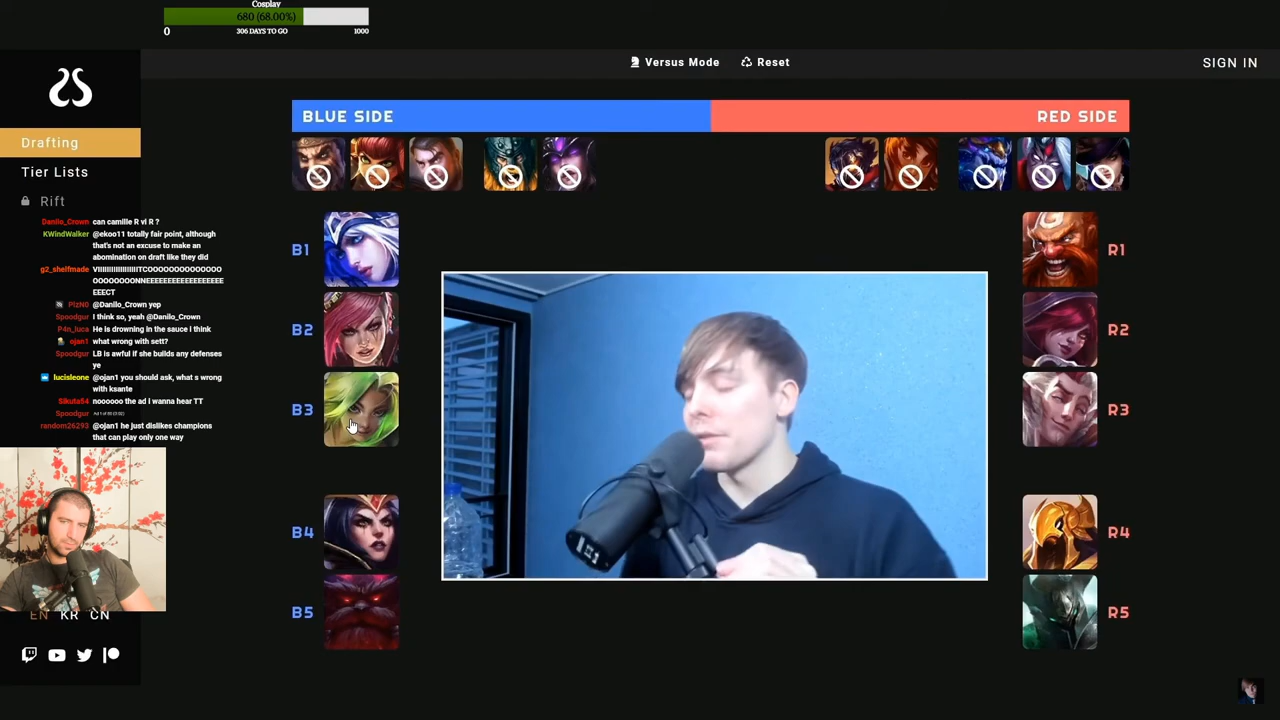 Cosplay
680 (68.00%)
0
306 DAYS TO GO
1000
Versus Mode
Reset
SIGN IN
BLUE SIDE
RED SIDE
Drafting
Tier Lists
Rift
Danilo_Crown can camille R vi R ?
KWindWalker @ekoo11 totally fair point, although
that's not an excuse to make an
abomination on draft like they did
g2_shelfmade
PlzN0 @Danilo_Crown yep
Spoodgur I think so, yeah @Danilo_Crown
P4n_luca He is drowning in the sauce I think
ojan1 what wrong with sett?
Spoodgur LB is awful if she builds any defenses
ye
lucisleone @ojan1 you should ask, what s wrong
with ksante
Sikuta54 nooooo the ad I wanna hear TT
Spoodgur
random26293 @ojan1 he just dislikes champions
that can play only one way
B1
B2
B3
B4
B5
R1
R2
R3
R4
R5
EN KR CN